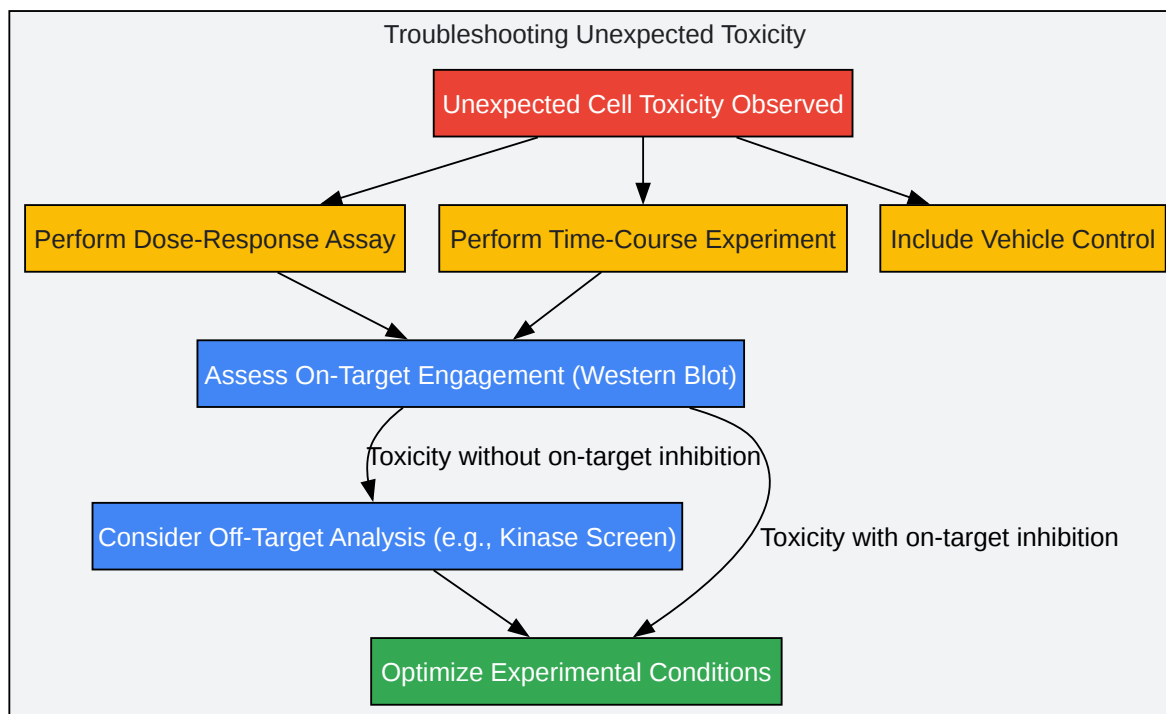 Troubleshooting Unexpected Toxicity
Unexpected Cell Toxicity Observed
Perform Dose-Response Assay
Perform Time-Course Experiment
Include Vehicle Control
Assess On-Target Engagement (Western Blot)
Toxicity without on-target inhibition
Consider Off-Target Analysis (e.g., Kinase Screen)
Toxicity with on-target inhibition
Optimize Experimental Conditions